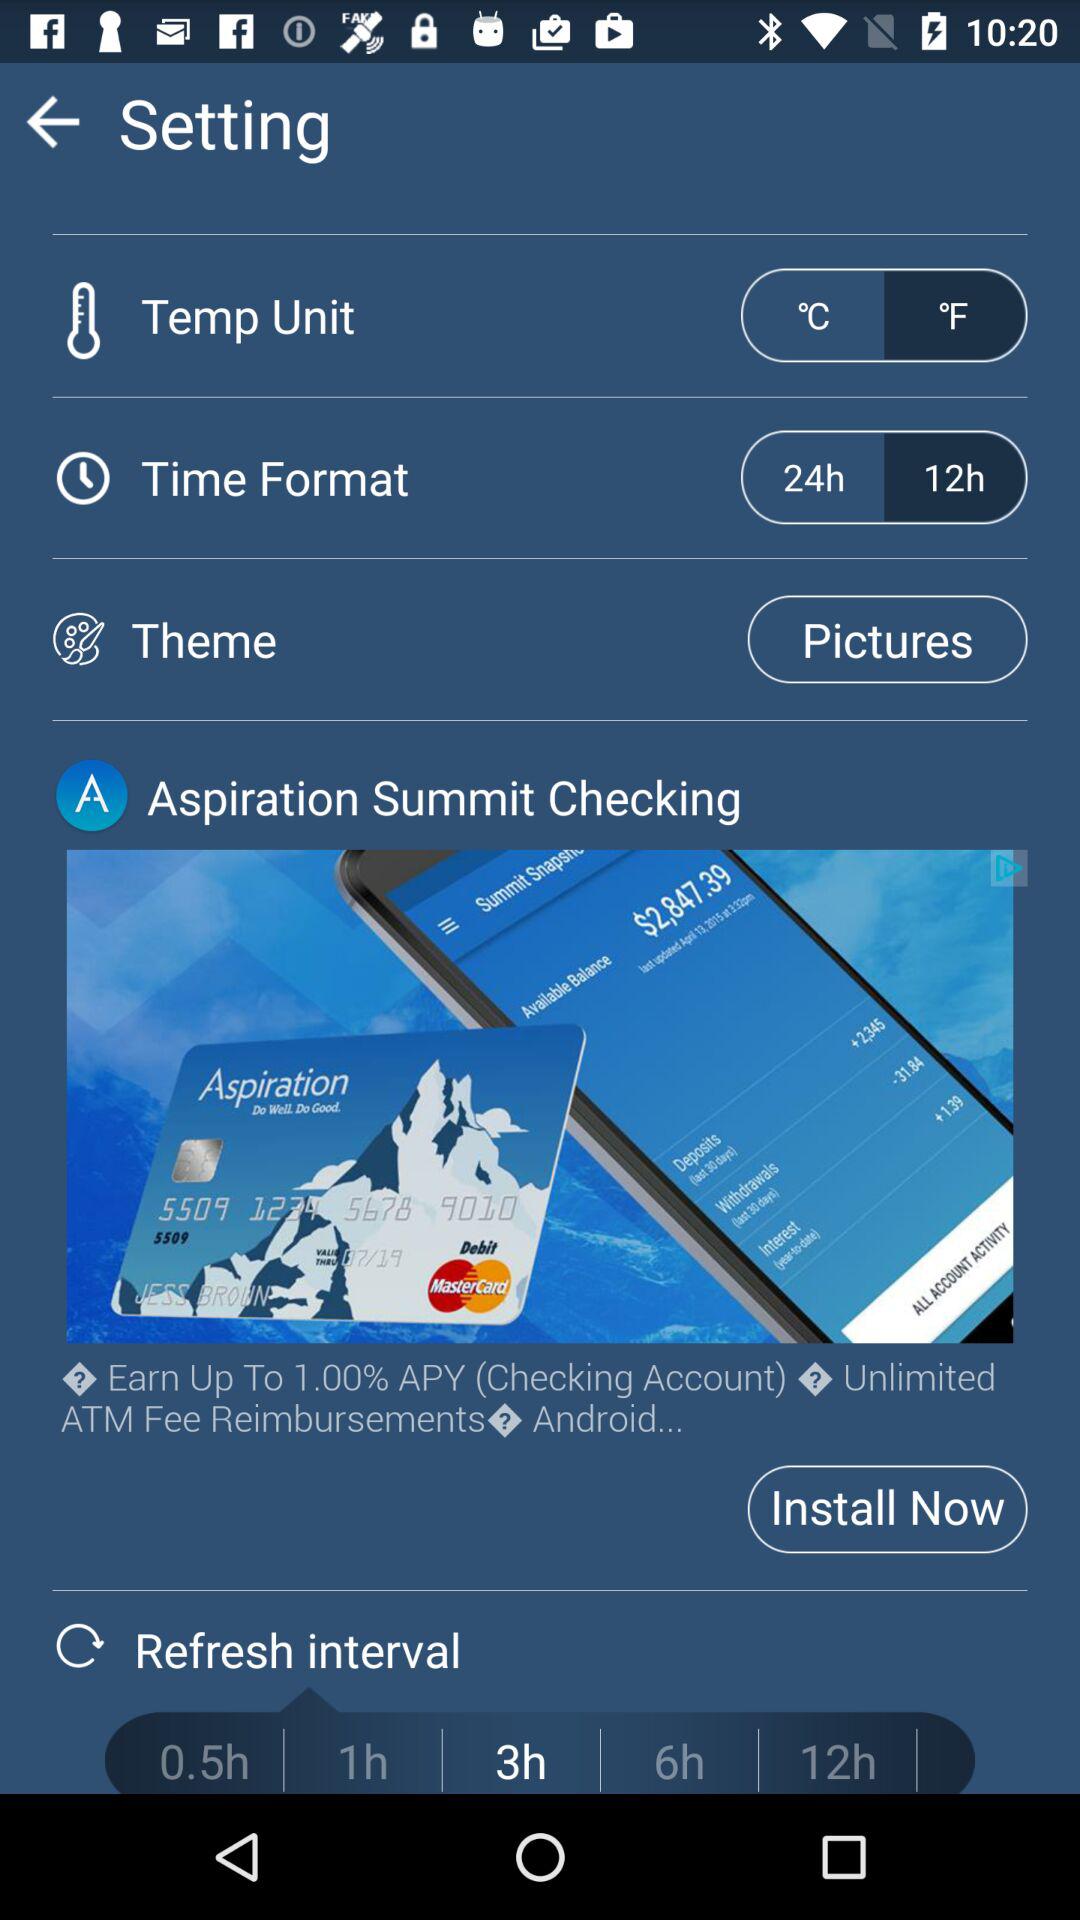 FAKE 10:20
Setting
Temp Unit ℃ ℉
Time Format 24h 12h
Theme Pictures
A Aspiration Summit Checking
Summit Snapsho
$2,847.39
last updated April 13, 2015 at 3:32pm
Available Balance
+ 2,345
- 31.84
+ 1.39
Deposits
(last 30 days)
Withdrawals
(last 30 days)
Interest
(year-to-date)
ALL ACCOUNT ACTIVITY
Aspiration
Do Well. Do Good.
5509 1234 5678 9010
5509
VALID THRU 07/19
Debit
MasterCard
JESS BROWN
� Earn Up To 1.00% APY (Checking Account) � Unlimited
ATM Fee Reimbursements� Android...
Install Now
Refresh interval
0.5h 1h 3h 6h 12h